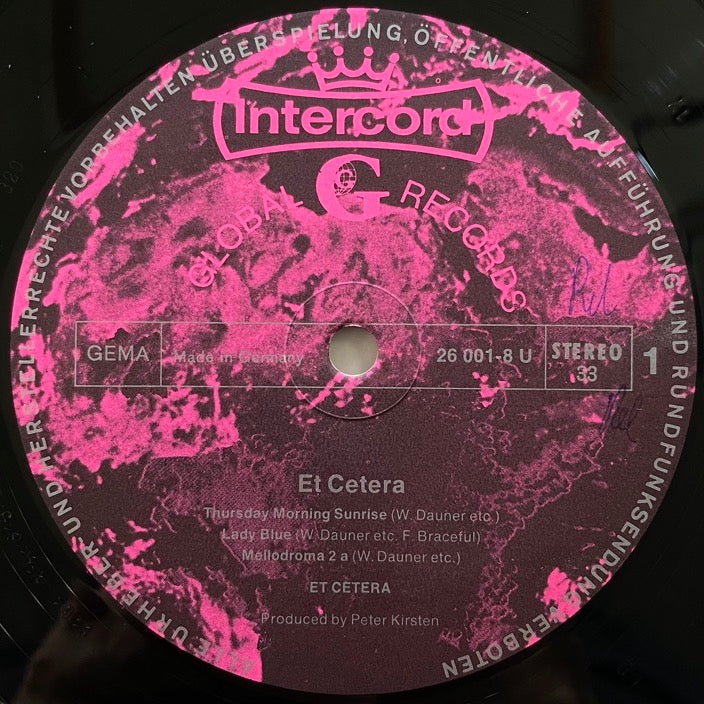 ALLE URHEBER UND HERSTELLERRECHTE VORBEHALTEN ÜBERSPIELUNG, ÖFFENTLICHE AUFFÜHRUNG UND RUNDFUNKSENDUNG VERBOTEN
Intercord
G
GLOBAL RECORDS
GEMA
Made in Germany
26 001-8 U
STEREO
33
1
Et Cetera
Thursday Morning Sunrise (W. Dauner etc.)
Lady Blue (W. Dauner etc. F. Braceful)
Mellodroma 2 a (W. Dauner etc.)
ET CETERA
Produced by Peter Kirsten